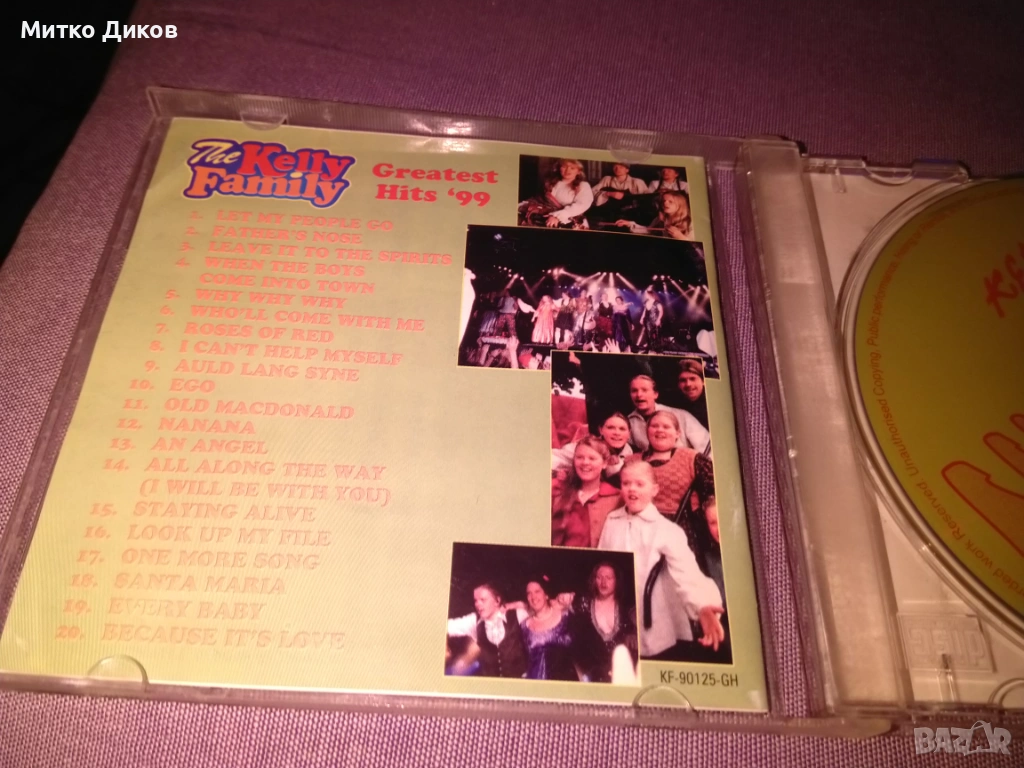 Митко Диков
The Kelly Family
Greatest
Hits '99
1. LET MY PEOPLE GO
2. FATHER'S NOSE
3. LEAVE IT TO THE SPIRITS
4. WHEN THE BOYS
COME INTO TOWN
5. WHY WHY WHY
6. WHO'LL COME WITH ME
7. ROSES OF RED
8. I CAN'T HELP MYSELF
9. AULD LANG SYNE
10. EGO
11. OLD MACDONALD
12. NANANA
13. AN ANGEL
14. ALL ALONG THE WAY
(I WILL BE WITH YOU)
15. STAYING ALIVE
16. LOOK UP MY FILE
17. ONE MORE SONG
18. SANTA MARIA
19. EVERY BABY
20. BECAUSE IT'S LOVE
KF-90125-GH
work Reserved. Unauthorised Copying, Public performance,
BAZAR